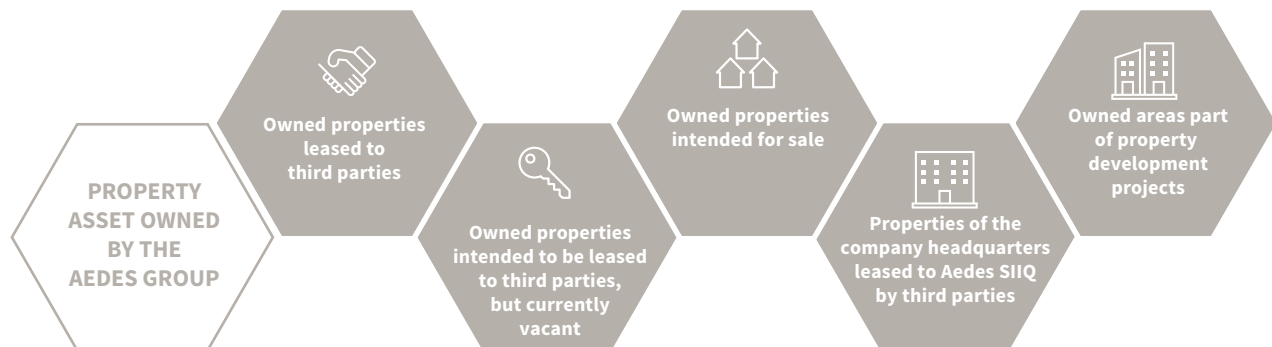 PROPERTY
ASSET OWNED
BY THE
AEDES GROUP
Owned properties
leased to
third parties
Owned properties
intended to be leased
to third parties,
but currently
vacant
Owned properties
intended for sale
Properties of the
company headquarters
leased to Aedes SIIQ
by third parties
Owned areas part
of property
development
projects